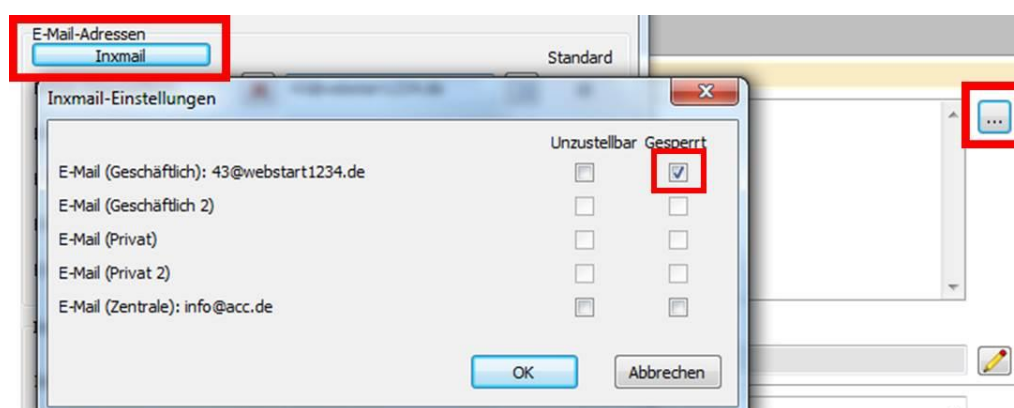 E-Mail-Adressen
Inxmail
Standard
Inxmail-Einstellungen
Unzustellbar Gesperrt
E-Mail (Geschäftlich): 43@webstart1234.de
E-Mail (Geschäftlich 2)
E-Mail (Privat)
E-Mail (Privat 2)
E-Mail (Zentrale): info@acc.de
OK Abbrechen
...